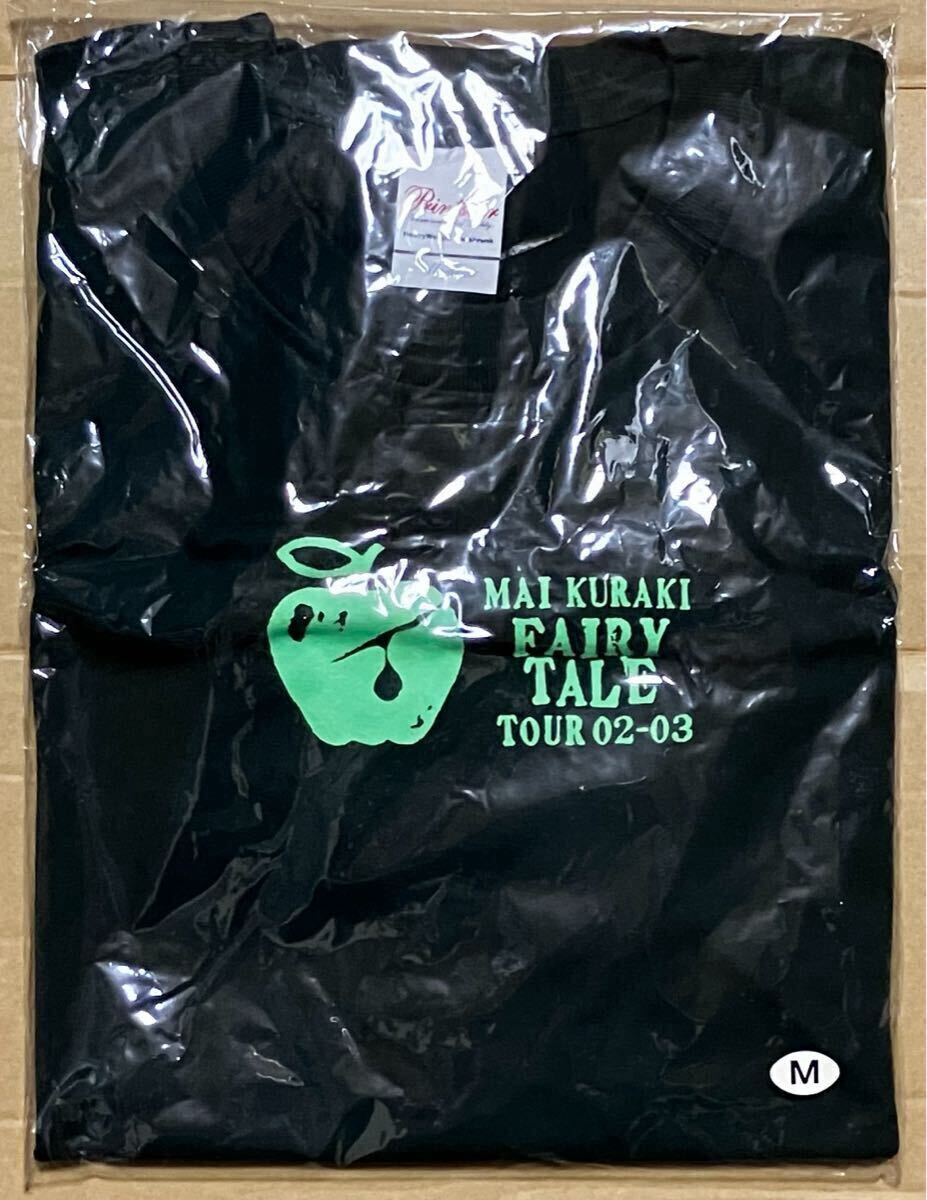 MAI KURAKI
FAIRY
TALE
TOUR 02-03
M